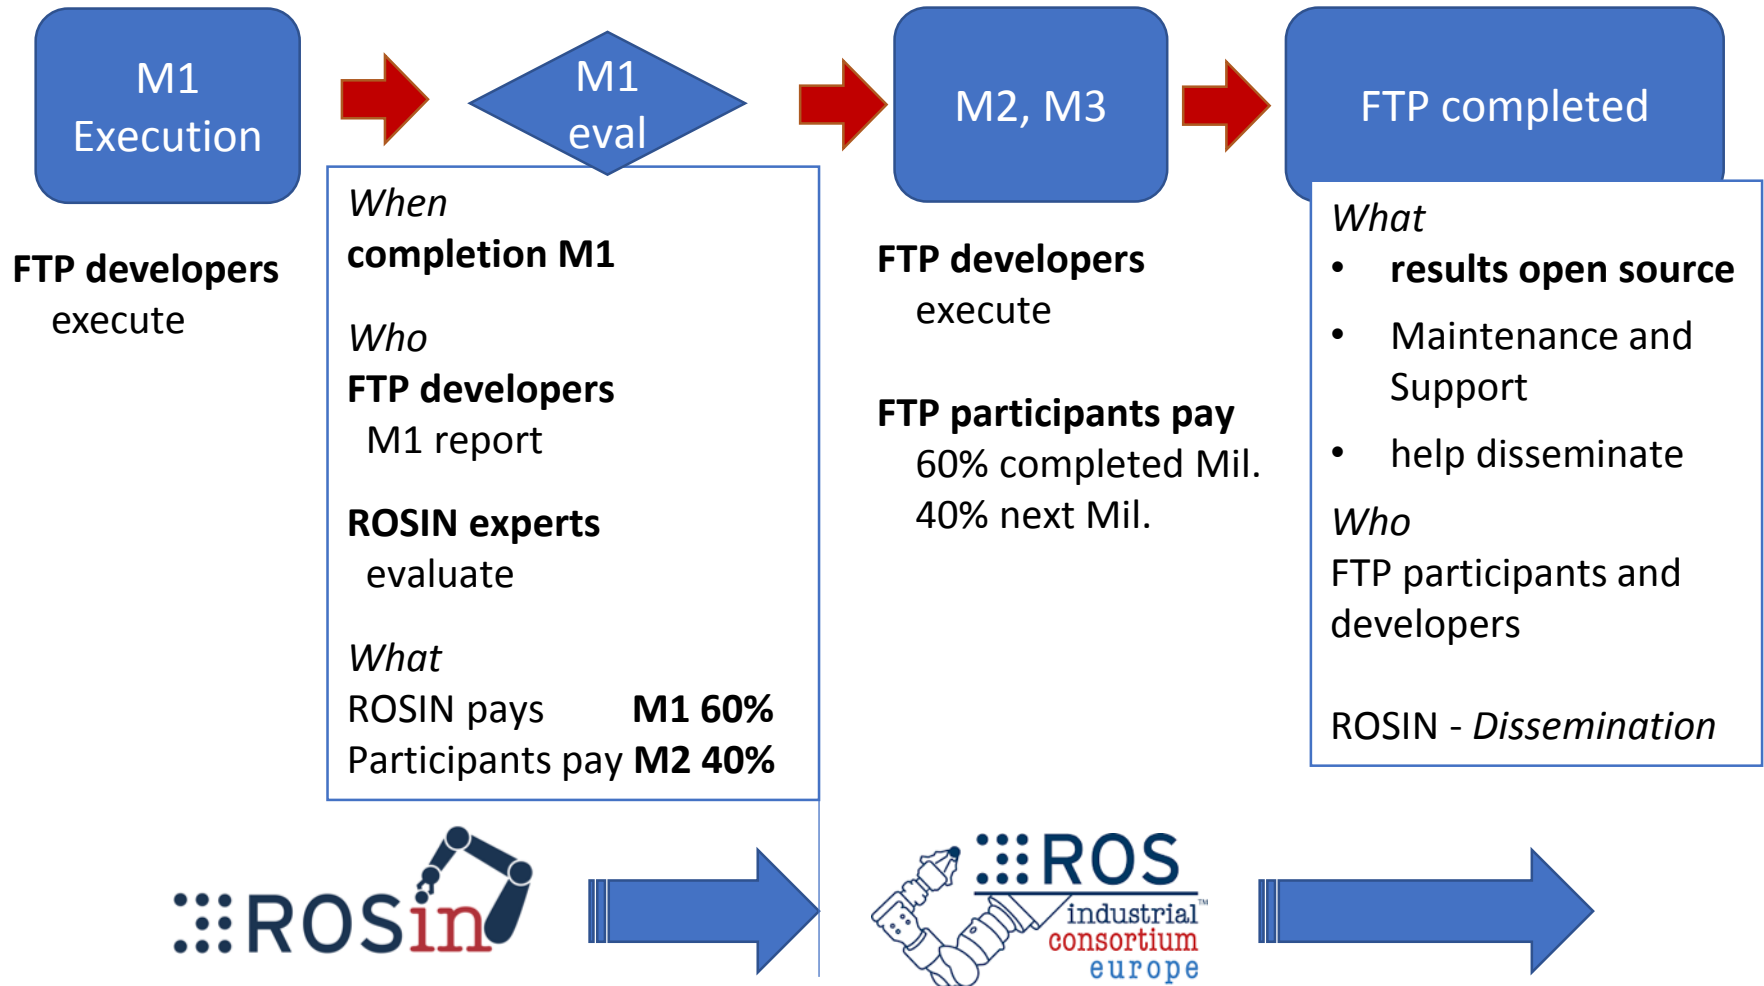 M1
Execution
M1
eval
M2, M3
FTP completed
FTP developers
execute
When
completion M1
Who
FTP developers
M1 report
ROSIN experts
evaluate
What
ROSIN pays M1 60%
Participants pay M2 40%
FTP developers
execute
FTP participants pay
60% completed Mil.
40% next Mil.
What
• results open source
• Maintenance and
Support
• help disseminate
Who
FTP participants and
developers
ROSIN - Dissemination
ROSin
ROS
industrial™
consortium
europe